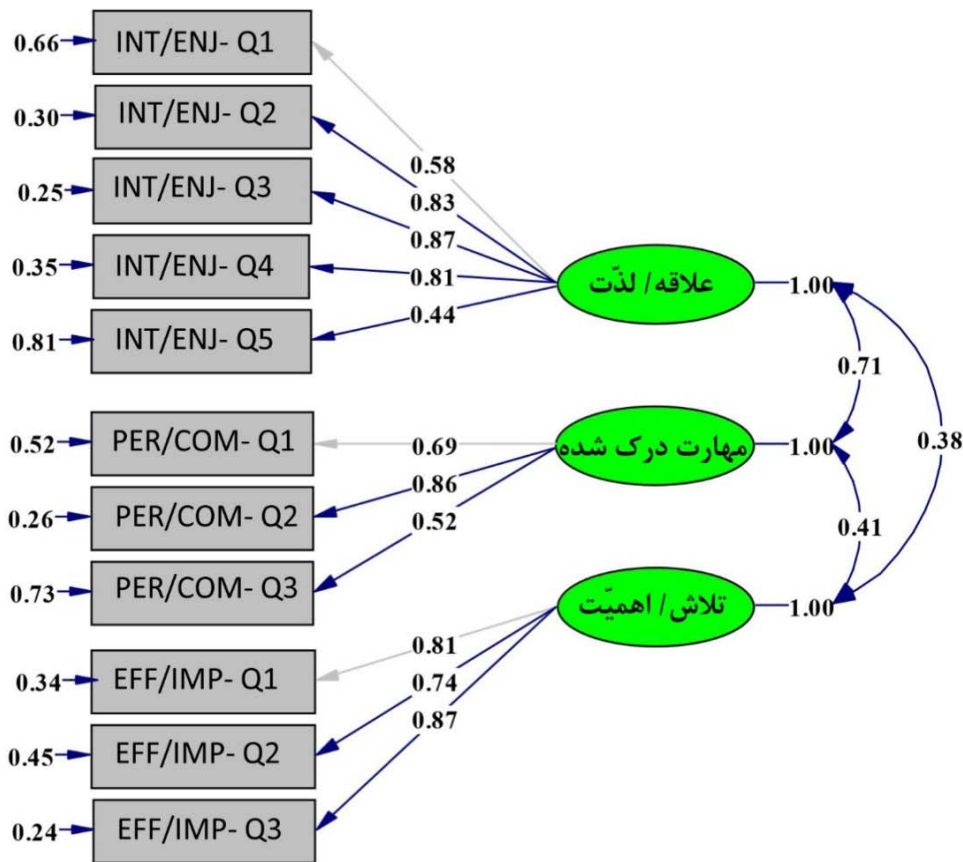 0.66 INT/ENJ- Q1
0.30 INT/ENJ- Q2
0.25 INT/ENJ- Q3
0.35 INT/ENJ- Q4
0.81 INT/ENJ- Q5
0.58
0.83
0.87
0.81
0.44
علاقه/ لذّت
1.00
0.71
0.38
0.52 PER/COM- Q1
0.26 PER/COM- Q2
0.73 PER/COM- Q3
0.69
0.86
0.52
مهارت درک شده
1.00
0.41
0.34 EFF/IMP- Q1
0.45 EFF/IMP- Q2
0.24 EFF/IMP- Q3
0.81
0.74
0.87
تلاش/ اهمیّت
1.00